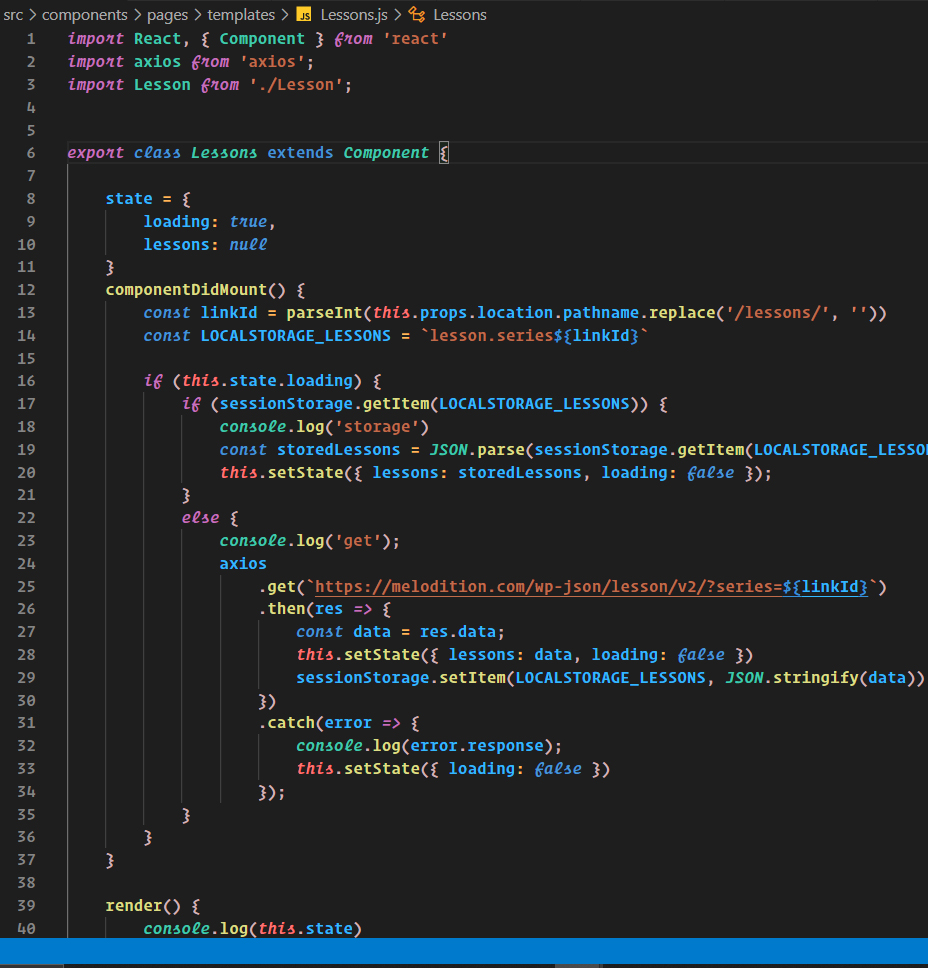 src > components > pages > templates > JS Lessons.js > Lessons
1 import React, { Component } from 'react'
2 import axios from 'axios';
3 import Lesson from './Lesson';
4
5
6 export class Lessons extends Component {
7
8 state = {
9 loading: true,
10 lessons: null
11 }
12 componentDidMount() {
13 const linkId = parseInt(this.props.location.pathname.replace('/lessons/', ''))
14 const LOCALSTORAGE_LESSONS = `lesson.series${linkId}`
15
16 if (this.state.loading) {
17 if (sessionStorage.getItem(LOCALSTORAGE_LESSONS)) {
18 console.log('storage')
19 const storedLessons = JSON.parse(sessionStorage.getItem(LOCALSTORAGE_LESSO
20 this.setState({ lessons: storedLessons, loading: false });
21 }
22 else {
23 console.log('get');
24 axios
25 .get(`https://melodition.com/wp-json/lesson/v2/?series=${linkId}`)
26 .then(res => {
27 const data = res.data;
28 this.setState({ lessons: data, loading: false })
29 sessionStorage.setItem(LOCALSTORAGE_LESSONS, JSON.stringify(data))
30 })
31 .catch(error => {
32 console.log(error.response);
33 this.setState({ loading: false })
34 });
35 }
36 }
37 }
38
39 render() {
40 console.log(this.state)